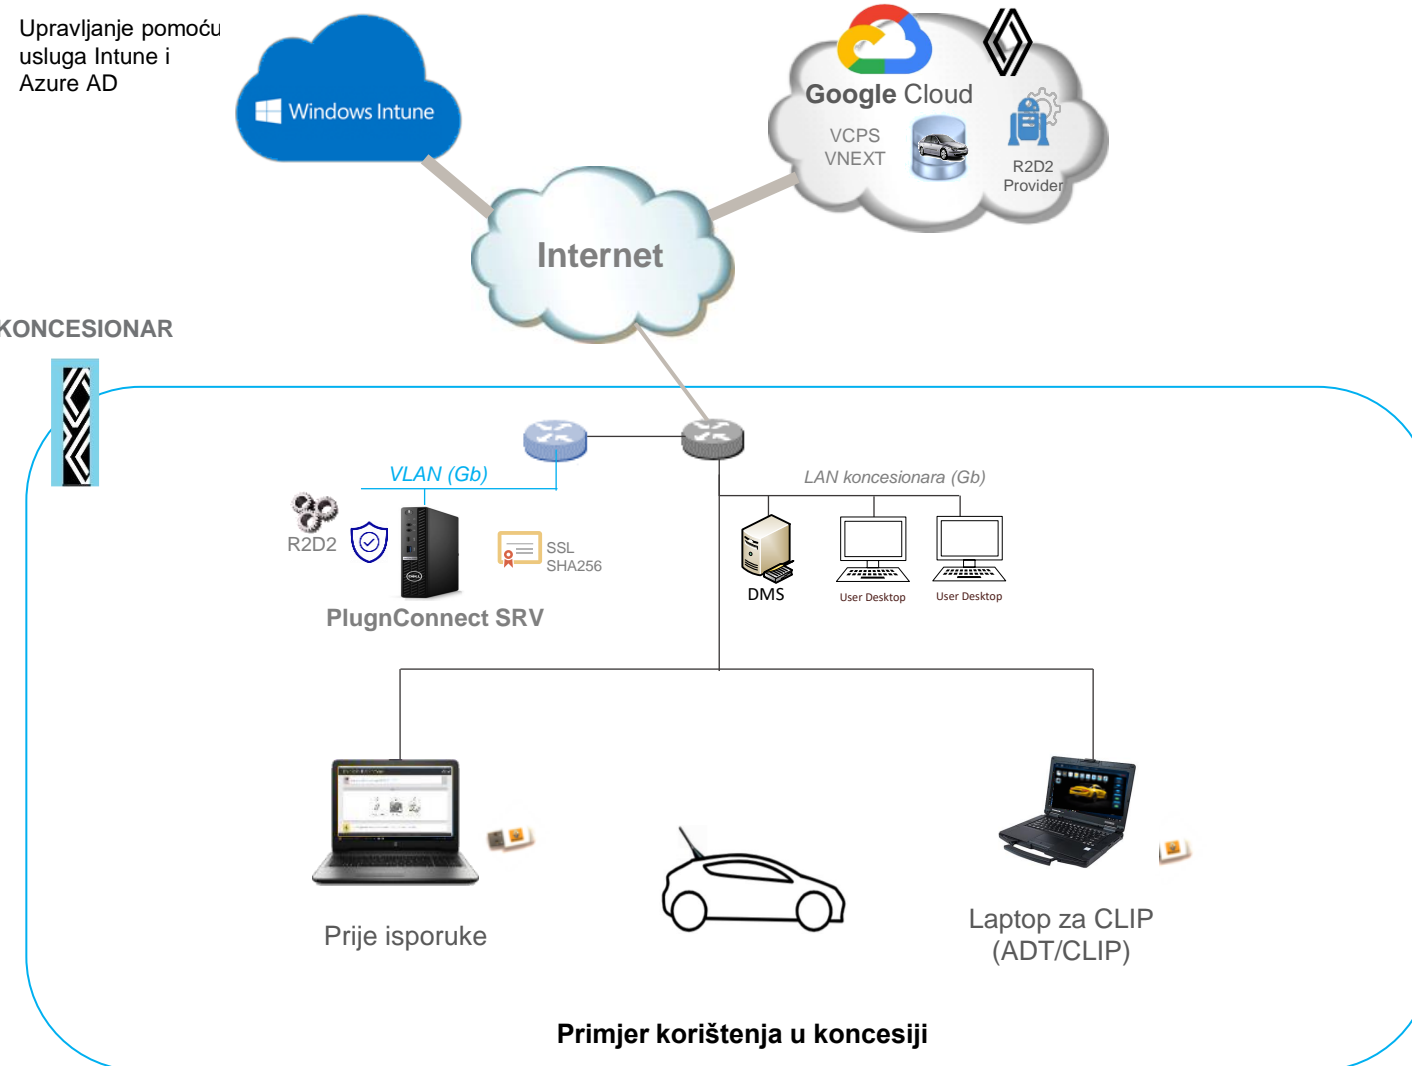 Upravljanje pomoću
usluga Intune i
Azure AD
Windows Intune
Google Cloud
VCPS
VNEXT
R2D2
Provider
Internet
KONCESIONAR
VLAN (Gb)
LAN koncesionara (Gb)
R2D2
SSL
SHA256
DELL
PlugnConnect SRV
DMS
User Desktop
User Desktop
Prije isporuke
Laptop za CLIP
(ADT/CLIP)
Primjer korištenja u koncesiji